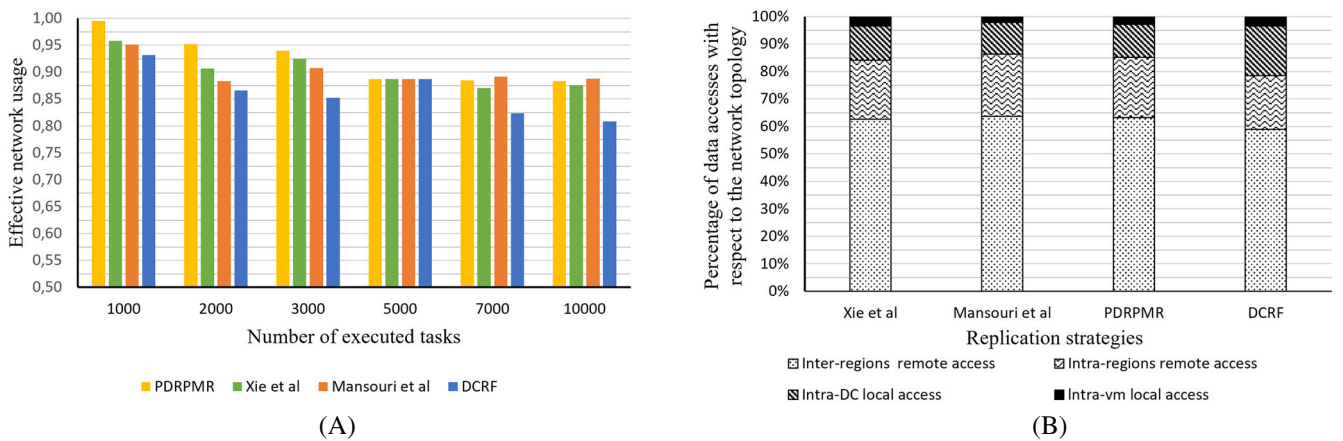 1,00
0,95
0,90
0,85
0,80
0,75
0,70
0,65
0,60
0,55
0,50
Effective network usage
1000 2000 3000 5000 7000 10000
Number of executed tasks
PDRPMR Xie et al Mansouri et al DCRF
(A)
100%
90%
80%
70%
60%
50%
40%
30%
20%
10%
0%
Percentage of data accesses with
respect to the network topology
Xie et al Mansouri et al PDRPMR DCRF
Replication strategies
Inter-regions remote access Intra-regions remote access
Intra-DC local access Intra-vm local access
(B)